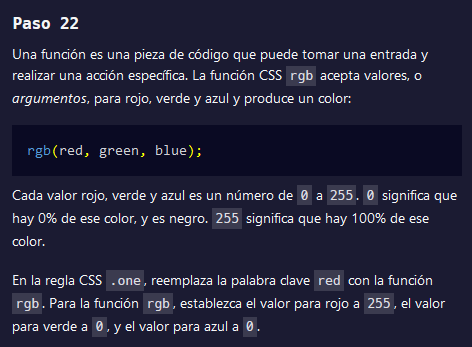 Paso 22
Una función es una pieza de código que puede tomar una entrada y
realizar una acción específica. La función CSS rgb acepta valores, o
argumentos, para rojo, verde y azul y produce un color:
rgb(red, green, blue);
Cada valor rojo, verde y azul es un número de 0 a 255. 0 significa que
hay 0% de ese color, y es negro. 255 significa que hay 100% de ese
color.
En la regla CSS .one, reemplaza la palabra clave red con la función
rgb. Para la función rgb, establezca el valor para rojo a 255, el valor
para verde a 0, y el valor para azul a 0.